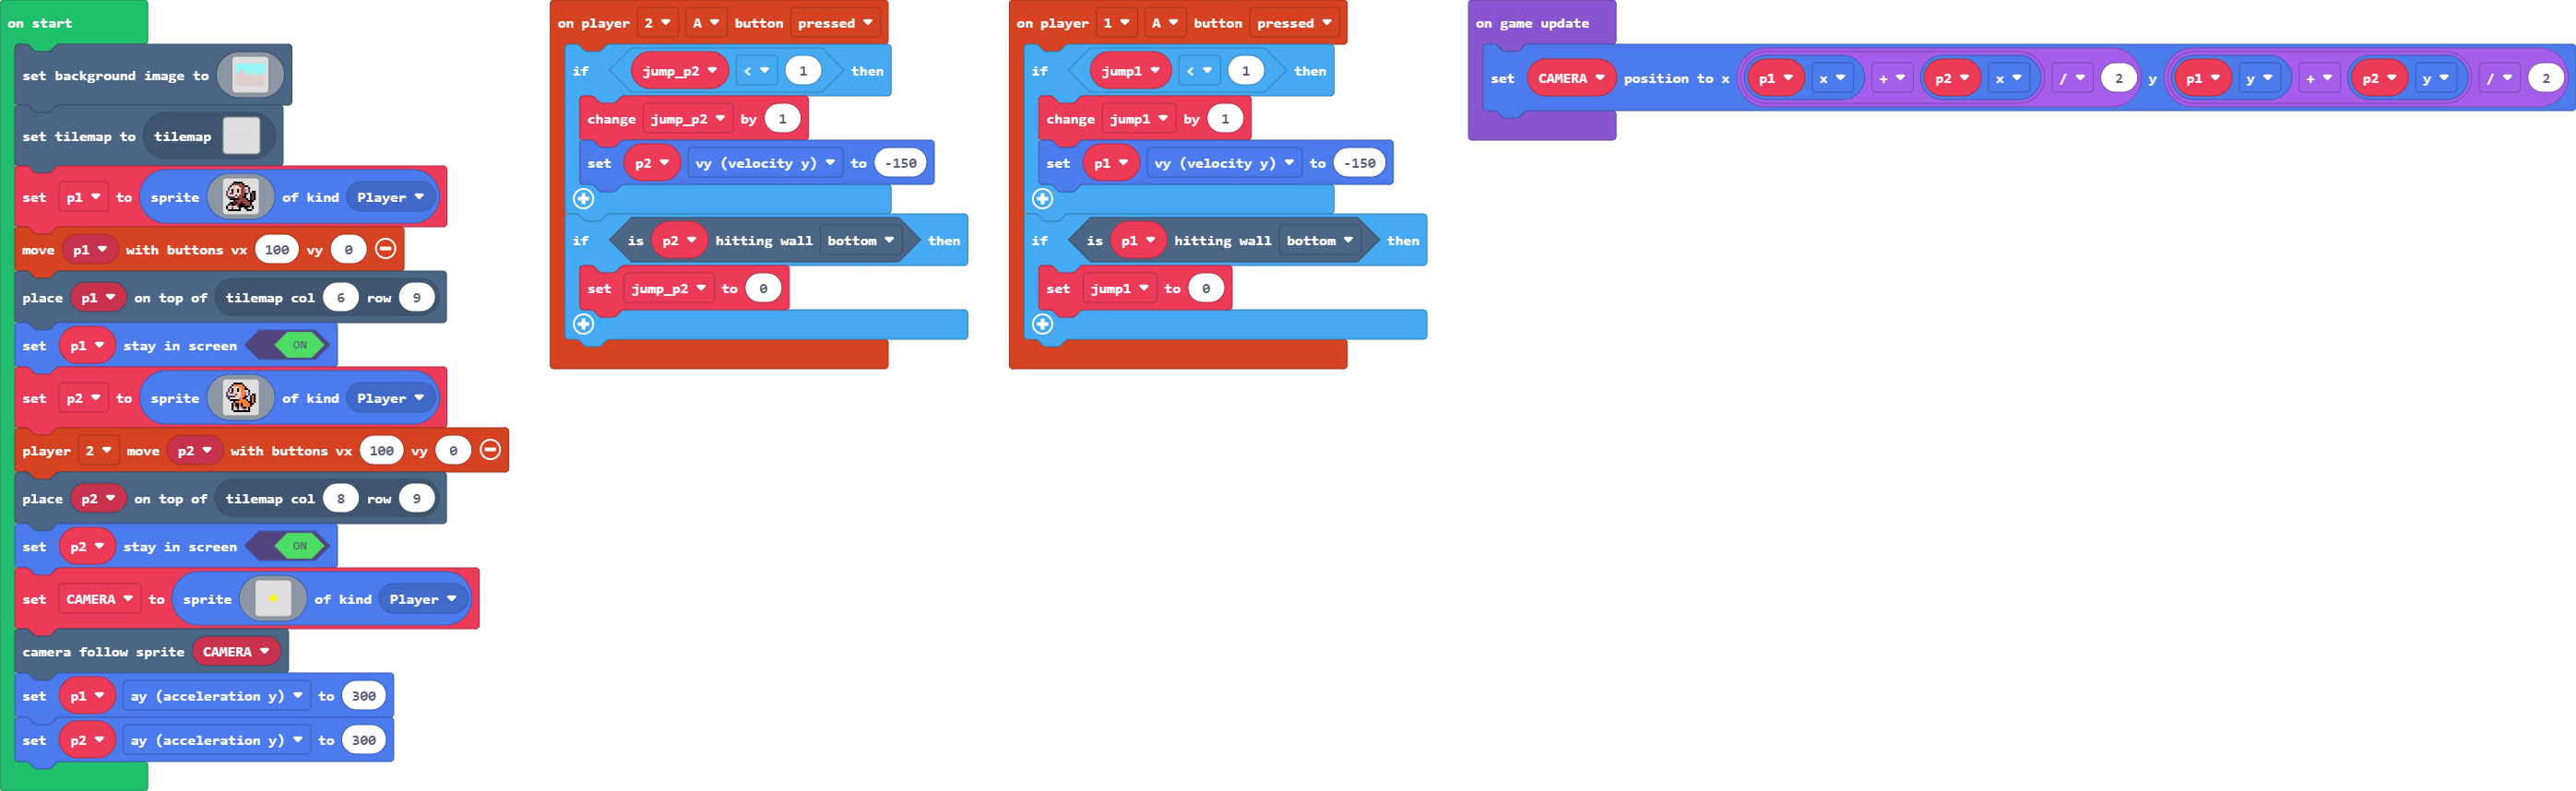 on start
set background image to
set tilemap to tilemap
set p1 to sprite of kind Player
move p1 with buttons vx 100 vy 0
place p1 on top of tilemap col 6 row 9
set p1 stay in screen ON
set p2 to sprite of kind Player
player 2 move p2 with buttons vx 100 vy 0
place p2 on top of tilemap col 8 row 9
set p2 stay in screen ON
set CAMERA to sprite of kind Player
camera follow sprite CAMERA
set p1 ay (acceleration y) to 300
set p2 ay (acceleration y) to 300
on player 2 A button pressed
if jump_p2 < 1 then
change jump_p2 by 1
set p2 vy (velocity y) to -150
if is p2 hitting wall bottom then
set jump_p2 to 0
on player 1 A button pressed
if jump1 < 1 then
change jump1 by 1
set p1 vy (velocity y) to -150
if is p1 hitting wall bottom then
set jump1 to 0
on game update
set CAMERA position to x p1 x + p2 x / 2 y p1 y + p2 y / 2